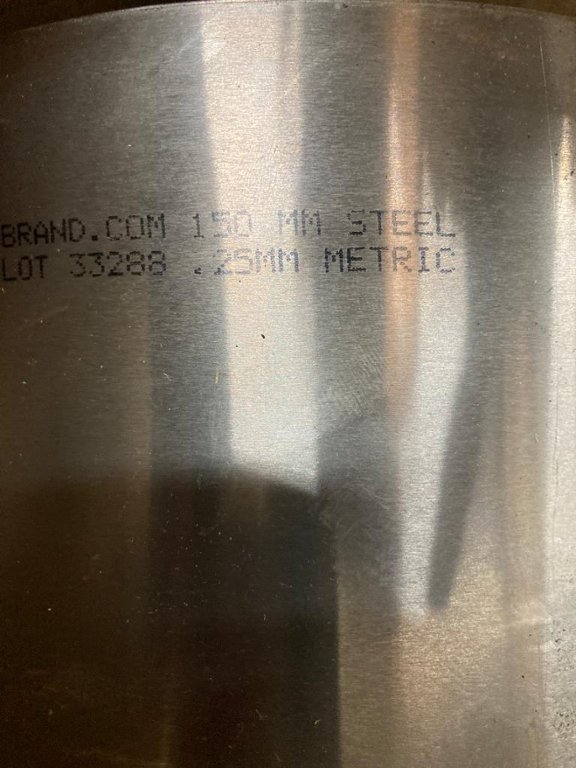 BRAND.COM 150 MM STEEL
LOT 33288 .25MM METRIC